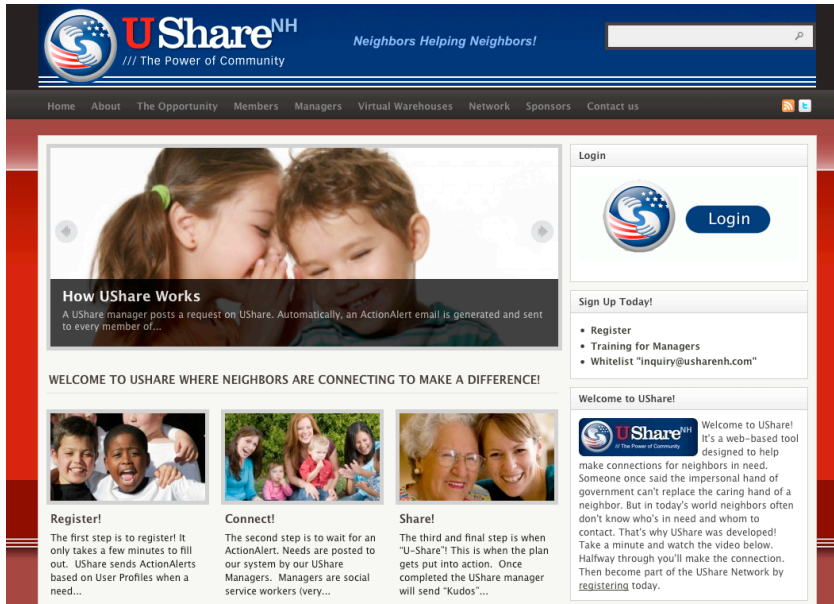 UShareNH
/// The Power of Community
Neighbors Helping Neighbors!
Home About The Opportunity Members Managers Virtual Warehouses Network Sponsors Contact us
How UShare Works
A UShare manager posts a request on UShare. Automatically, an ActionAlert email is generated and sent
to every member of...
WELCOME TO USHARE WHERE NEIGHBORS ARE CONNECTING TO MAKE A DIFFERENCE!
Register!
The first step is to register! It
only takes a few minutes to fill
out. UShare sends ActionAlerts
based on User Profiles when a
need...
Connect!
The second step is to wait for an
ActionAlert. Needs are posted to
our system by our UShare
Managers. Managers are social
service workers (very...
Share!
The third and final step is when
"U-Share"! This is when the plan
gets put into action. Once
completed the UShare manager
will send "Kudos"...
Login
Login
Sign Up Today!
Register
Training for Managers
Whitelist "inquiry@usharenh.com"
Welcome to UShare!
UShareNH
// The Power of Community
Welcome to UShare!
It's a web-based tool
designed to help
make connections for neighbors in need.
Someone once said the impersonal hand of
government can't replace the caring hand of a
neighbor. But in today's world neighbors often
don't know who's in need and whom to
contact. That's why UShare was developed!
Take a minute and watch the video below.
Halfway through you'll make the connection.
Then become part of the UShare Network by
registering today.